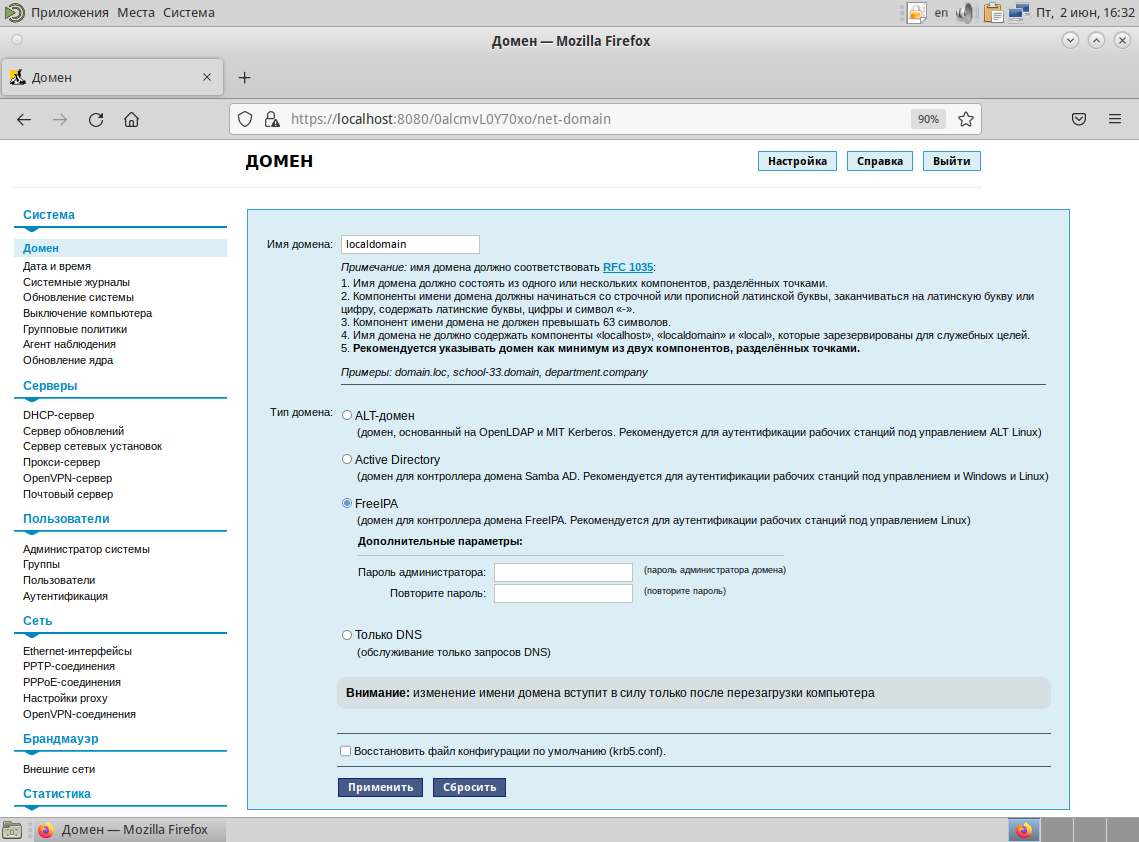 Приложения Места Система
en
Пт, 2 июн, 16:32
Домен — Mozilla Firefox
Домен
https://localhost:8080/0alcmvL0Y70xo/net-domain
90%
ДОМЕН
Настройка
Справка
Выйти
Система
Домен
Дата и время
Системные журналы
Обновление системы
Выключение компьютера
Групповые политики
Агент наблюдения
Обновление ядра
Серверы
DHCP-сервер
Сервер обновлений
Сервер сетевых установок
Прокси-сервер
OpenVPN-сервер
Почтовый сервер
Пользователи
Администратор системы
Группы
Пользователи
Аутентификация
Сеть
Ethernet-интерфейсы
PPTP-соединения
PPPoE-соединения
Настройки proxy
OpenVPN-соединения
Брандмауэр
Внешние сети
Статистика
Имя домена: localdomain
Примечание: имя домена должно соответствовать RFC 1035:
1. Имя домена должно состоять из одного или нескольких компонентов, разделённых точками.
2. Компоненты имени домена должны начинаться со строчной или прописной латинской буквы, заканчиваться на латинскую букву или
цифру, содержать латинские буквы, цифры и символ «-».
3. Компонент имени домена не должен превышать 63 символов.
4. Имя домена не должно содержать компоненты «localhost», «localdomain» и «local», которые зарезервированы для служебных целей.
5. Рекомендуется указывать домен как минимум из двух компонентов, разделённых точками.
Примеры: domain.loc, school-33.domain, department.company
Тип домена:
ALT-домен
(домен, основанный на OpenLDAP и MIT Kerberos. Рекомендуется для аутентификации рабочих станций под управлением ALT Linux)
Active Directory
(домен для контроллера домена Samba AD. Рекомендуется для аутентификации рабочих станций под управлением и Windows и Linux)
FreeIPA
(домен для контроллера домена FreeIPA. Рекомендуется для аутентификации рабочих станций под управлением Linux)
Дополнительные параметры:
Пароль администратора: (пароль администратора домена)
Повторите пароль: (повторите пароль)
Только DNS
(обслуживание только запросов DNS)
Внимание: изменение имени домена вступит в силу только после перезагрузки компьютера
Восстановить файл конфигурации по умолчанию (krb5.conf).
Применить
Сбросить
Домен — Mozilla Firefox